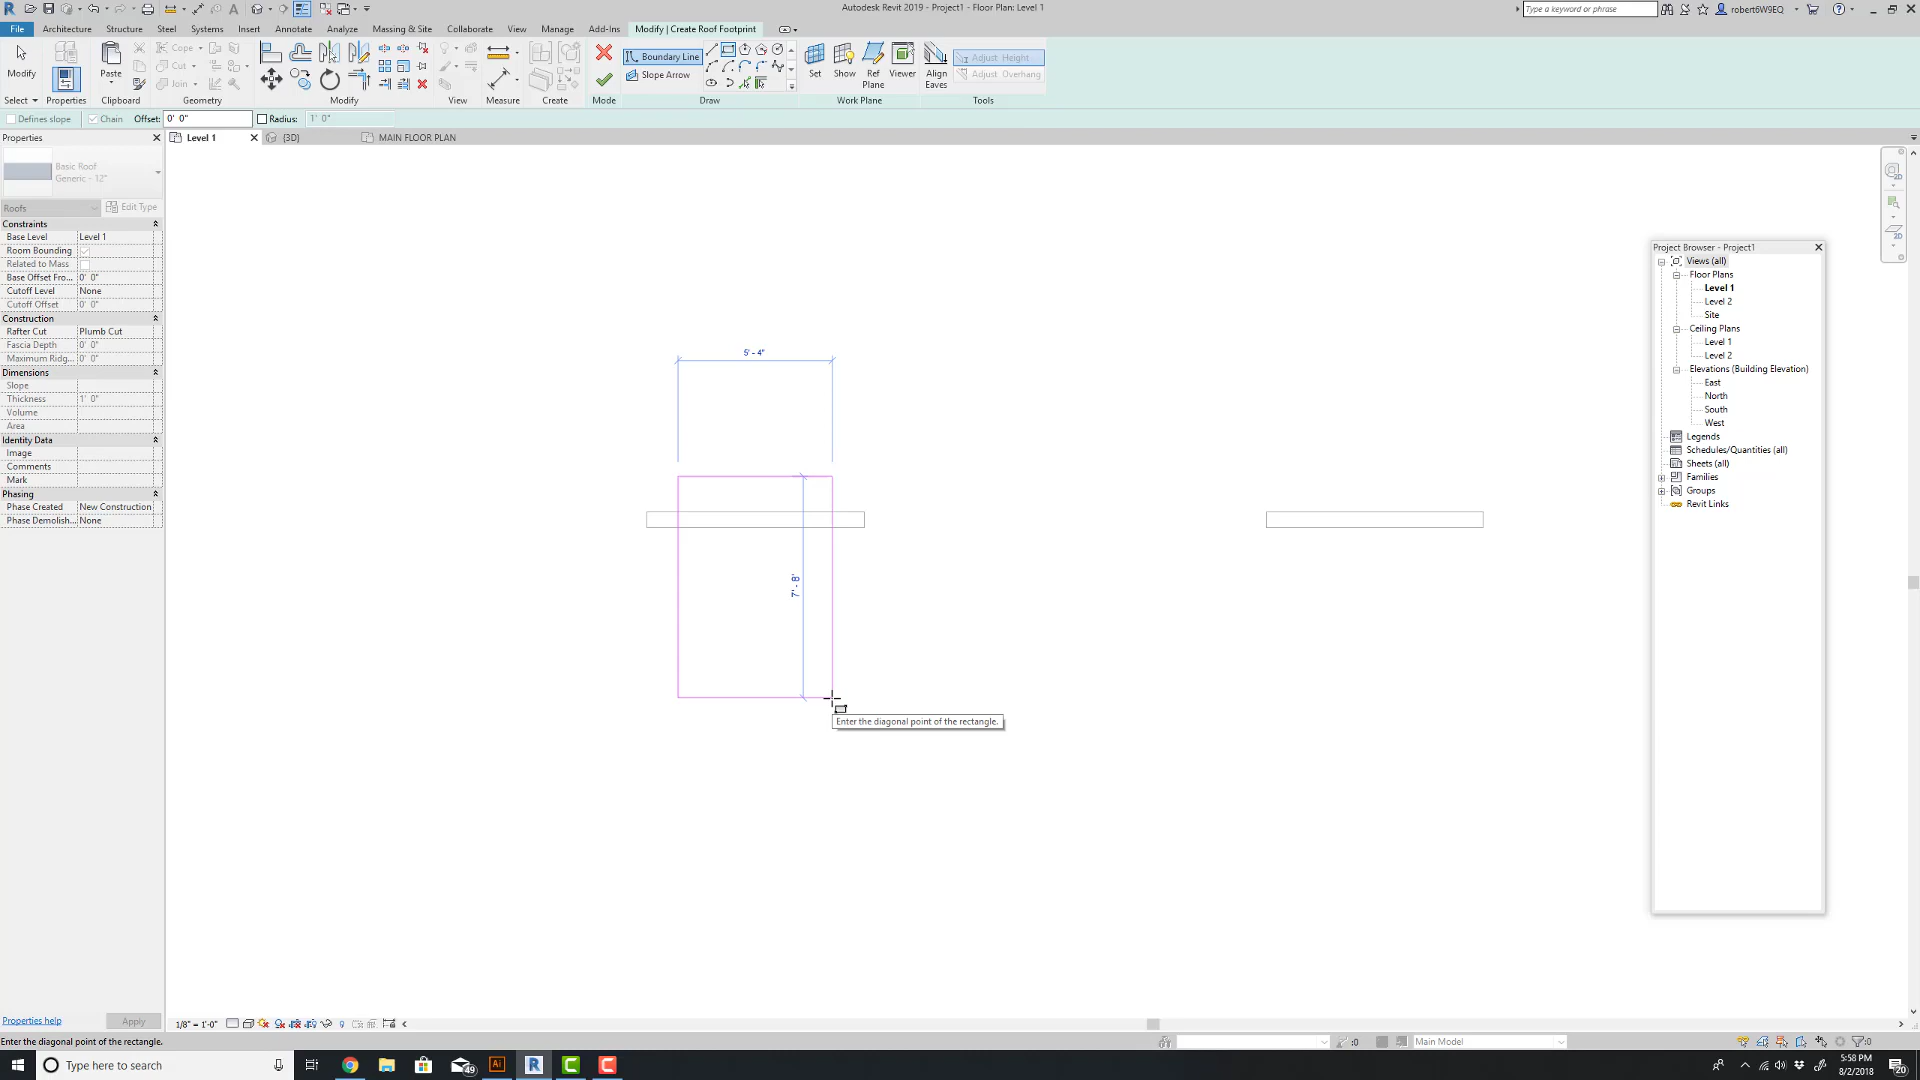 Autodesk Revit 2019 - Project1 - Floor Plan: Level 1
Type a keyword or phrase
robert6W9EQ
File Architecture Structure Steel Systems Insert Annotate Analyze Massing & Site Collaborate View Manage Add-Ins Modify | Create Roof Footprint
Modify
Paste
Cope
Cut
Join
Boundary Line
Slope Arrow
Set
Show
Ref
Plane
Viewer
Align
Eaves
Adjust Height
Adjust Overhang
Select Properties Clipboard Geometry Modify View Measure Create Mode Draw Work Plane Tools
Defines slope Chain Offset: 0' 0" Radius: 1' 0"
Properties
Level 1
{3D}
MAIN FLOOR PLAN
Basic Roof
Generic - 12"
Roofs
Edit Type
Constraints
Base Level Level 1
Room Bounding
Related to Mass
Base Offset Fro... 0' 0"
Cutoff Level None
Cutoff Offset 0' 0"
Construction
Rafter Cut Plumb Cut
Fascia Depth 0' 0"
Maximum Ridg... 0' 0"
Dimensions
Slope
Thickness 1' 0"
Volume
Area
Identity Data
Image
Comments
Mark
Phasing
Phase Created New Construction
Phase Demolish... None
Properties help
Apply
5' - 4"
7' - 8"
Enter the diagonal point of the rectangle.
Project Browser - Project1
Views (all)
Floor Plans
Level 1
Level 2
Site
Ceiling Plans
Level 1
Level 2
Elevations (Building Elevation)
East
North
South
West
Legends
Schedules/Quantities (all)
Sheets (all)
Families
Groups
Revit Links
1/8" = 1'-0"
Enter the diagonal point of the rectangle.
:0
Main Model
:0
Type here to search
49
5:58 PM
8/2/2018
20